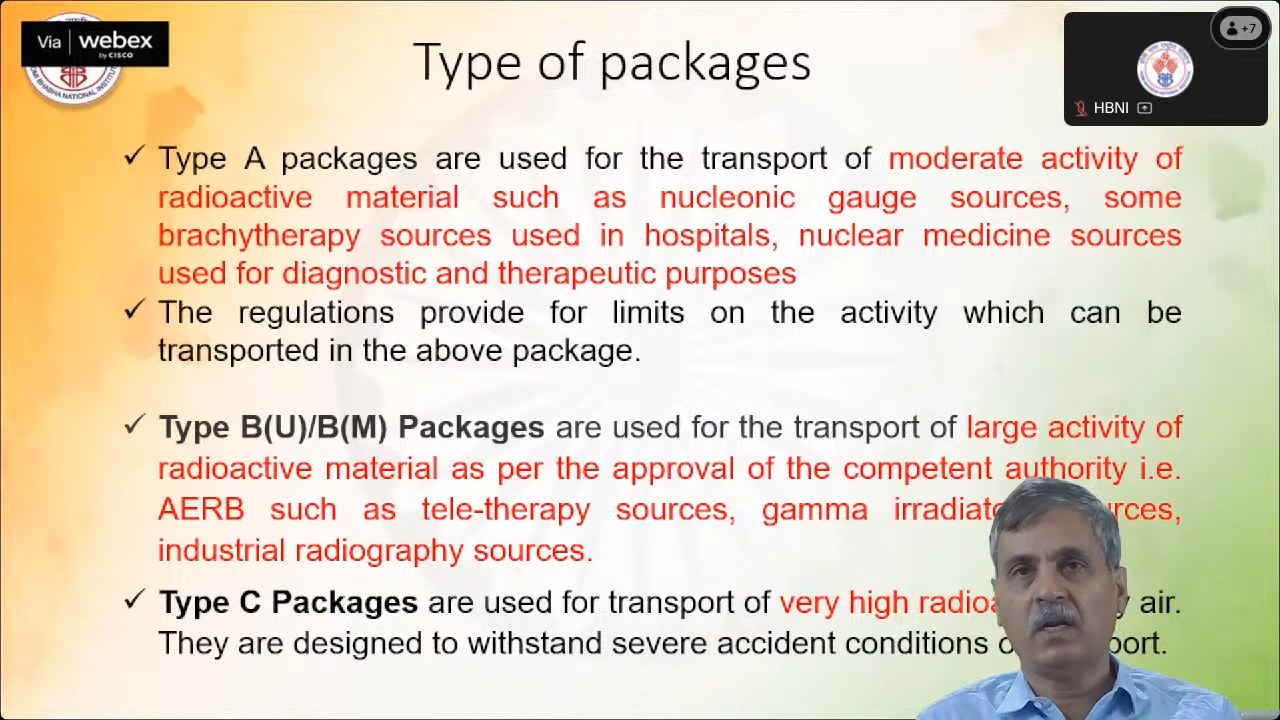 Via webex
by CISCO
BHABHA NATIONAL INSTITU
Type of packages
+7
HBNI
Type A packages are used for the transport of moderate activity of
radioactive material such as nucleonic gauge sources, some
brachytherapy sources used in hospitals, nuclear medicine sources
used for diagnostic and therapeutic purposes
The regulations provide for limits on the activity which can be
transported in the above package.
Type B(U)/B(M) Packages are used for the transport of large activity of
radioactive material as per the approval of the competent authority i.e.
AERB such as tele-therapy sources, gamma
industrial radiography sources.
Type C Packages are used for transport of very high air.
They are designed to withstand severe accident conditions